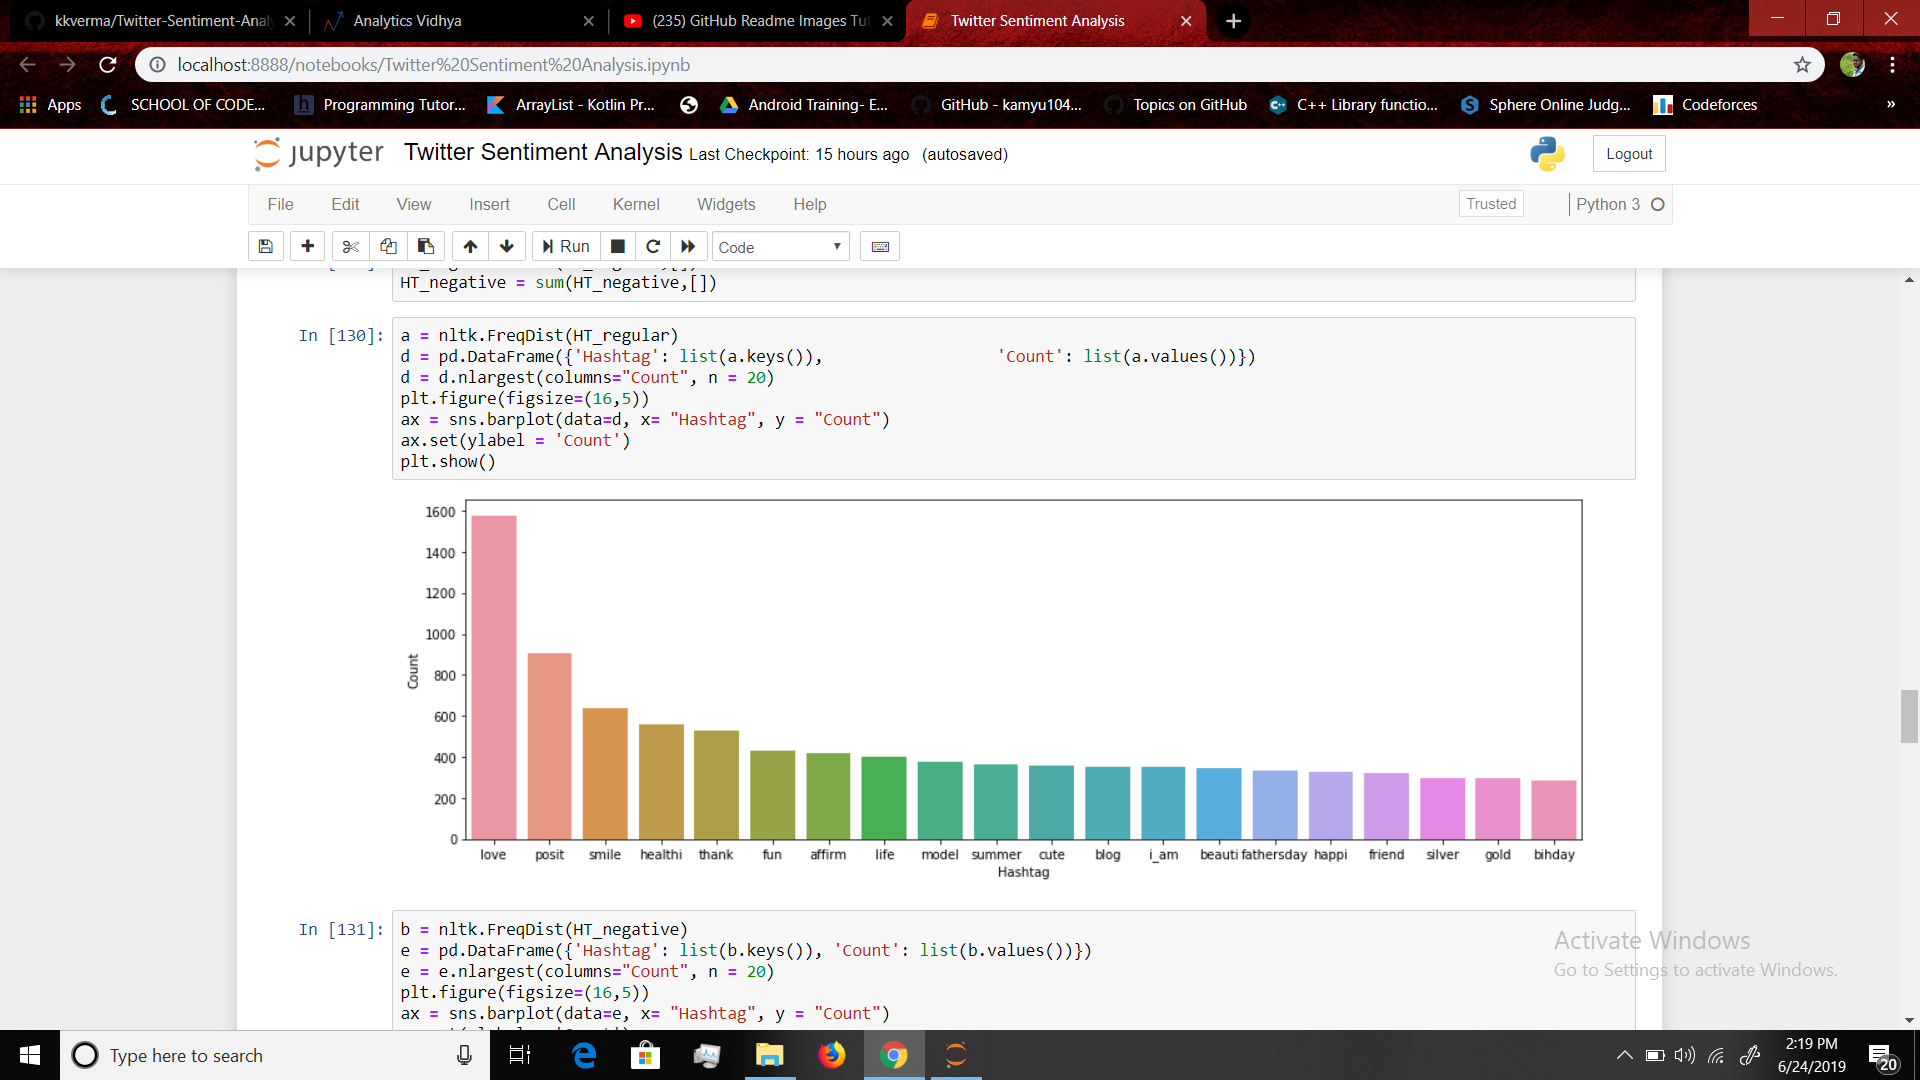 kkverma/Twitter-Sentiment-Anal
Analytics Vidhya
(235) GitHub Readme Images Tut
Twitter Sentiment Analysis
localhost:8888/notebooks/Twitter%20Sentiment%20Analysis.ipynb
Apps
SCHOOL OF CODE...
Programming Tutor...
ArrayList - Kotlin Pr...
Android Training- E...
GitHub - kamyu104...
Topics on GitHub
C++ Library functio...
Sphere Online Judg...
Codeforces
»
jupyter Twitter Sentiment Analysis Last Checkpoint: 15 hours ago (autosaved)
Logout
File Edit View Insert Cell Kernel Widgets Help
Trusted
Python 3
Run
Code
HT_negative = sum(HT_negative,[])
In [130]:
a = nltk.FreqDist(HT_regular)
d = pd.DataFrame({'Hashtag': list(a.keys()),                  'Count': list(a.values())})
d = d.nlargest(columns="Count", n = 20)
plt.figure(figsize=(16,5))
ax = sns.barplot(data=d, x= "Hashtag", y = "Count")
ax.set(ylabel = 'Count')
plt.show()
1600
1400
1200
1000
800
600
400
200
0
Count
love posit smile healthi thank fun affirm life model summer cute blog i_am beauti fathersday happi friend silver gold bihday
Hashtag
In [131]:
b = nltk.FreqDist(HT_negative)
e = pd.DataFrame({'Hashtag': list(b.keys()), 'Count': list(b.values())})
e = e.nlargest(columns="Count", n = 20)
plt.figure(figsize=(16,5))
ax = sns.barplot(data=e, x= "Hashtag", y = "Count")
Activate Windows
Go to Settings to activate Windows.
Type here to search
2:19 PM
6/24/2019
20